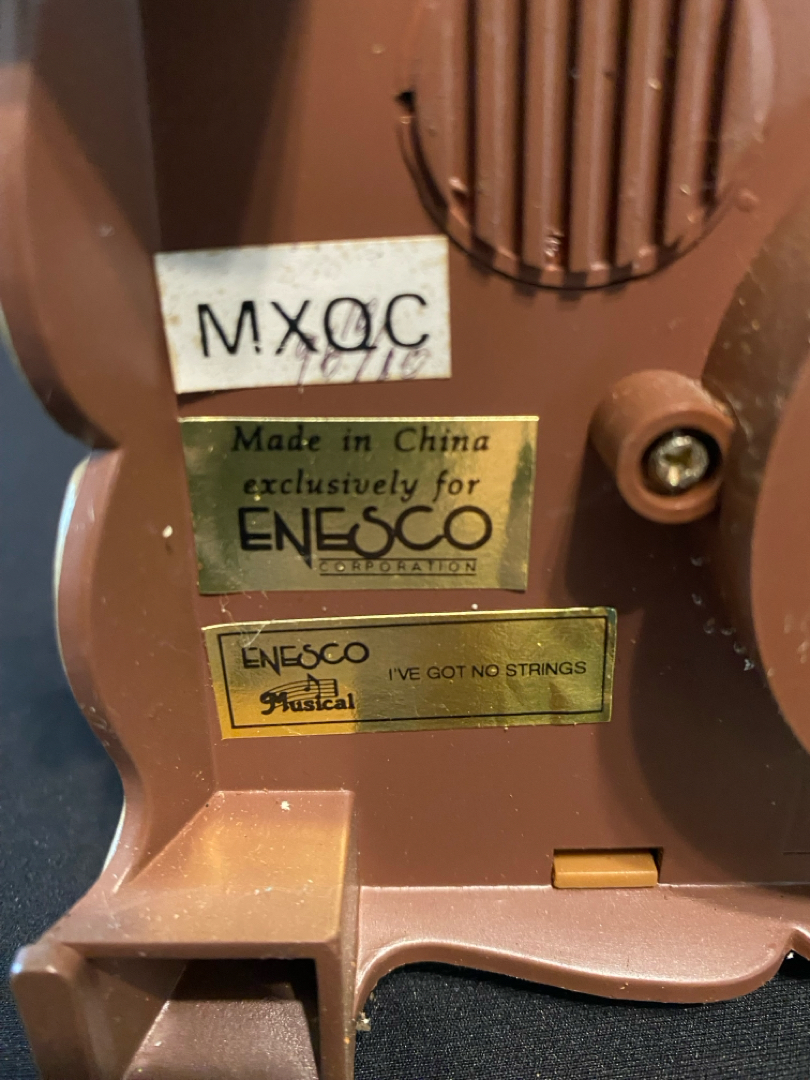 MXQC
Made in China
exclusively for
ENESCO
CORPORATION
ENESCO
Musical
I'VE GOT NO STRINGS